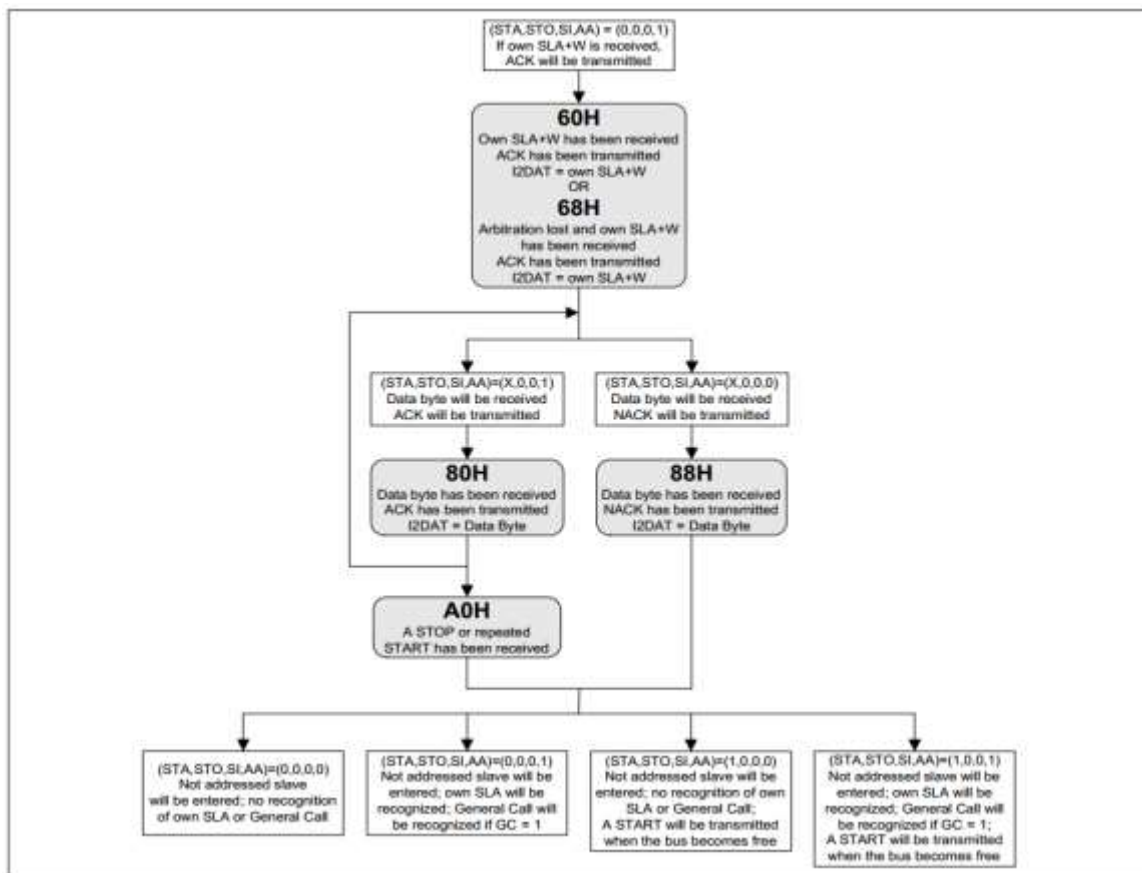 (STA,STO,SI,AA) = (0,0,0,1)
If own SLA+W is received,
ACK will be transmitted
60H
Own SLA+W has been received
ACK has been transmitted
I2DAT = own SLA+W
OR
68H
Arbitration lost and own SLA+W
has been received
ACK has been transmitted
I2DAT = own SLA+W
(STA,STO,SI,AA)=(X,0,0,1)
Data byte will be received
ACK will be transmitted
(STA,STO,SI,AA)=(X,0,0,0)
Data byte will be received
NACK will be transmitted
80H
Data byte has been received
ACK has been transmitted
I2DAT = Data Byte
88H
Data byte has been received
NACK has been transmitted
I2DAT = Data Byte
A0H
A STOP or repeated
START has been received
(STA,STO,SI,AA)=(0,0,0,0)
Not addressed slave
will be entered; no recognition
of own SLA or General Call
(STA,STO,SI,AA)=(0,0,0,1)
Not addressed slave will be
entered; own SLA will be
recognized; General Call will
be recognized if GC = 1
(STA,STO,SI,AA)=(1,0,0,0)
Not addressed slave will be
entered; no recognition of own
SLA or General Call;
A START will be transmitted
when the bus becomes free
(STA,STO,SI,AA)=(1,0,0,1)
Not addressed slave will be
entered; own SLA will be
recognized; General Call will
be recognized if GC = 1;
A START will be transmitted
when the bus becomes free